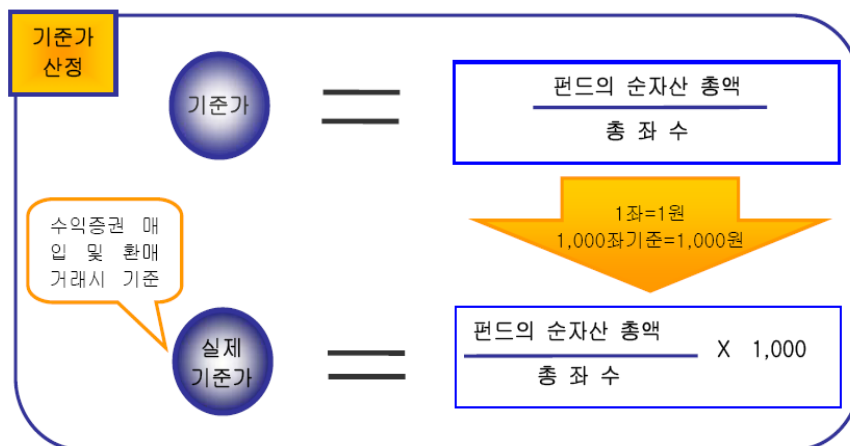 기준가
산정
기준가
펀드의 순자산 총액
총 좌 수
1좌=1원
1,000좌기준=1,000원
수익증권 매
입 및 환매
거래시 기준
실제
기준가
펀드의 순자산 총액
총 좌 수
X 1,000